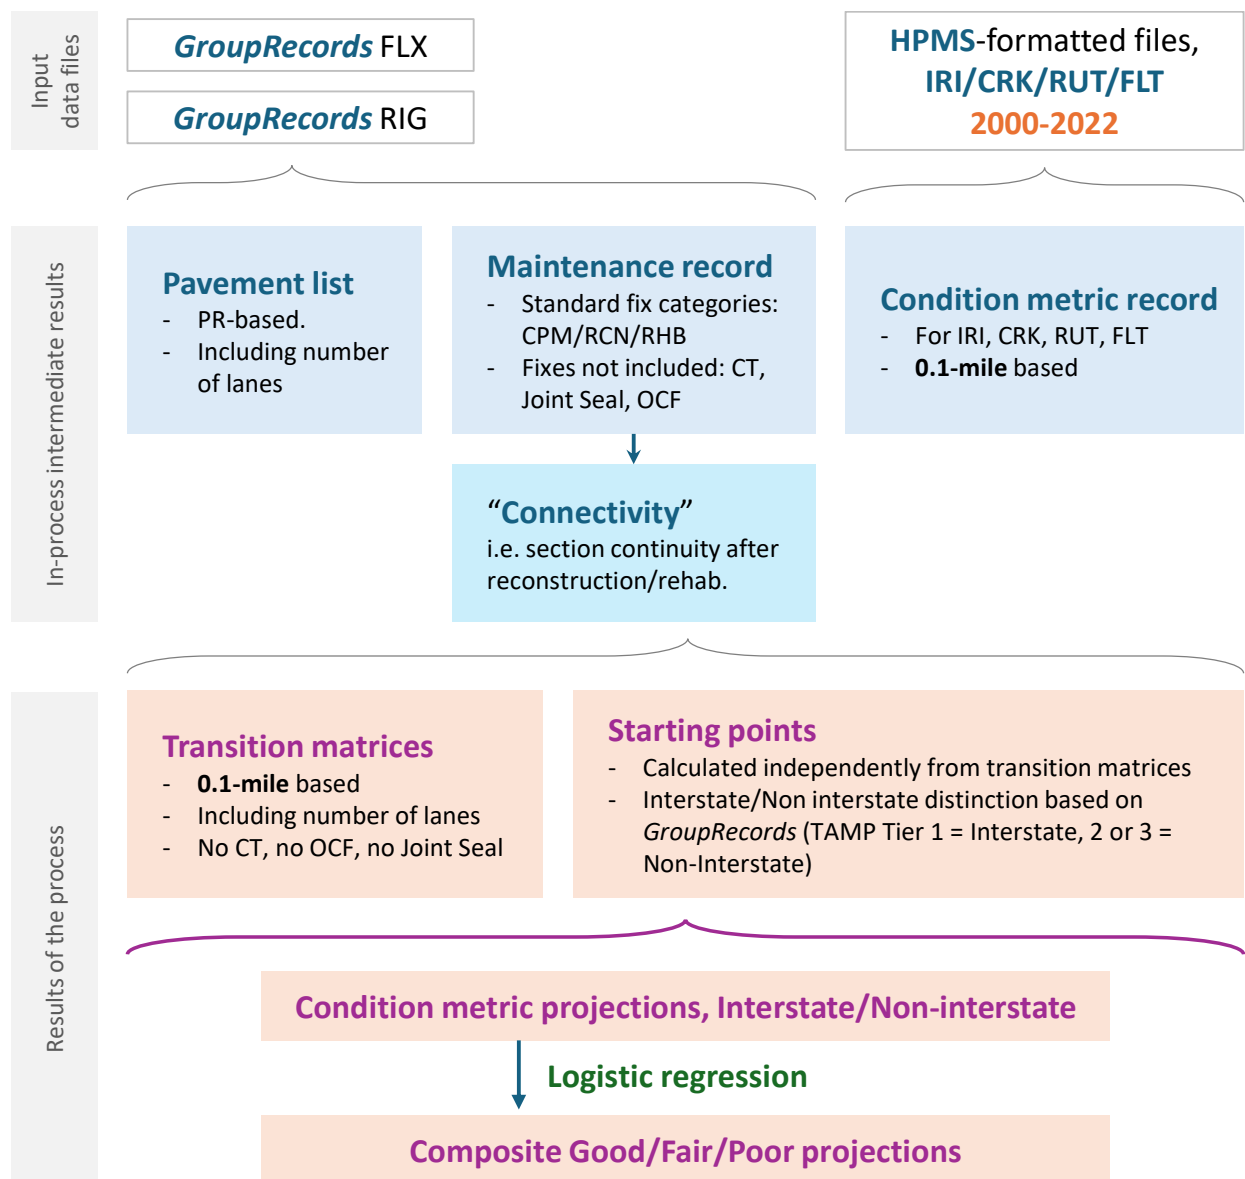 Input
data files
GroupRecords FLX
GroupRecords RIG
HPMS-formatted files,
IRI/CRK/RUT/FLT
2000-2022
In-process intermediate results
Pavement list
- PR-based.
- Including number
of lanes
Maintenance record
- Standard fix categories:
CPM/RCN/RHB
- Fixes not included: CT,
Joint Seal, OCF
Condition metric record
- For IRI, CRK, RUT, FLT
- 0.1-mile based
“Connectivity”
i.e. section continuity after
reconstruction/rehab.
Results of the process
Transition matrices
- 0.1-mile based
- Including number of lanes
- No CT, no OCF, no Joint Seal
Starting points
- Calculated independently from transition matrices
- Interstate/Non interstate distinction based on
GroupRecords (TAMP Tier 1 = Interstate, 2 or 3 =
Non-Interstate)
Condition metric projections, Interstate/Non-interstate
Logistic regression
Composite Good/Fair/Poor projections